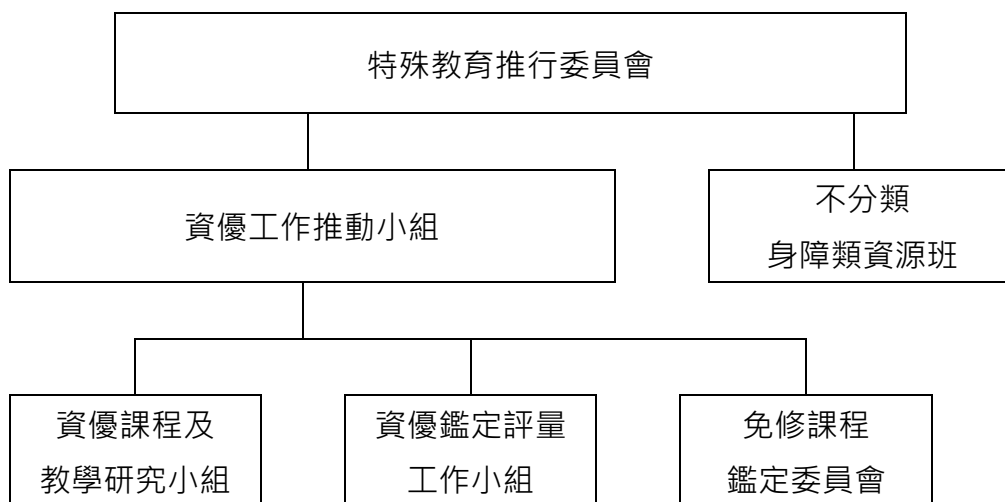 特殊教育推行委員會
資優工作推動小組
不分類
身障類資源班
資優課程及
教學研究小組
資優鑑定評量
工作小組
免修課程
鑑定委員會